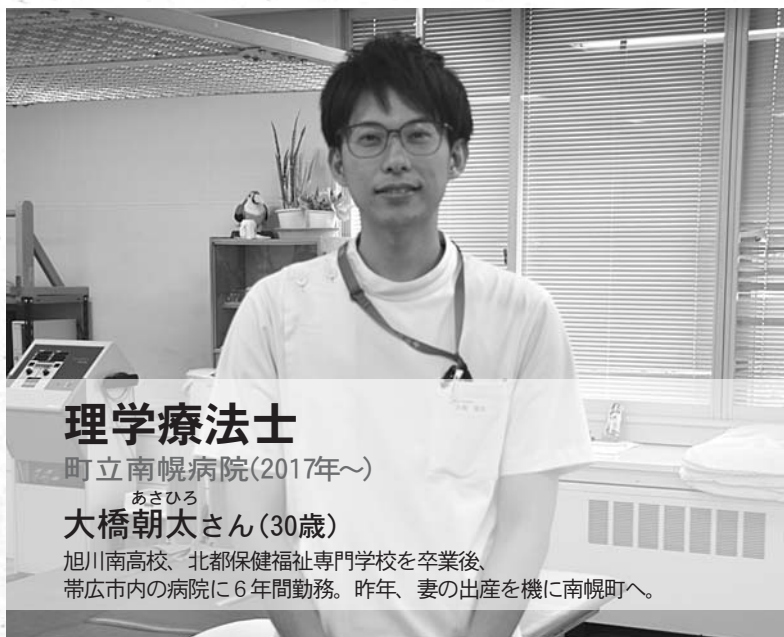 理学療法士
町立南幌病院(2017年〜)
あさひろ
大橋朝太さん(30歳)
旭川南高校、北都保健福祉専門学校を卒業後、
帯広市内の病院に6年間勤務。昨年、妻の出産を機に南幌町へ。